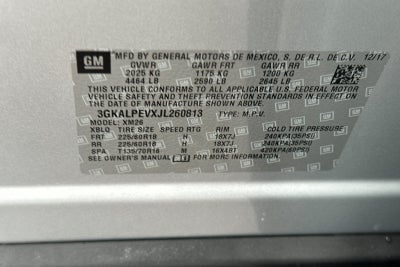 GM MFD BY GENERAL MOTORS DE MEXICO, S. DE R.L. DE C.V. 12/17
GVWR GAWR FRT GAWR RR
2025 KG 1175 KG 1200 KG
4464 LB 2590 LB 2645 LB
THIS VEHICLE CONFORMS TO ALL APPLICABLE U.S. FEDERAL MOTOR
VEHICLE SAFETY AND THEFT PREVENTION STANDARDS IN EFFECT ON THE
DATE OF MANUFACTURE SHOWN ABOVE.
3GKALPEVXJL260813 TYPE: M.P.V.
MODEL: XM26
XBLQ TIRE SIZE SPEED RTG RIM COLD TIRE PRESSURE
FRT 225/60R18 H 18X7J 240KPA(35PSI)
RR 225/60R18 H 18X7J 240KPA(35PSI)
SPA T135/70R16 M 16X4BT 420KPA(60PSI)
SEE OWNER'S MANUAL FOR MORE INFORMATION